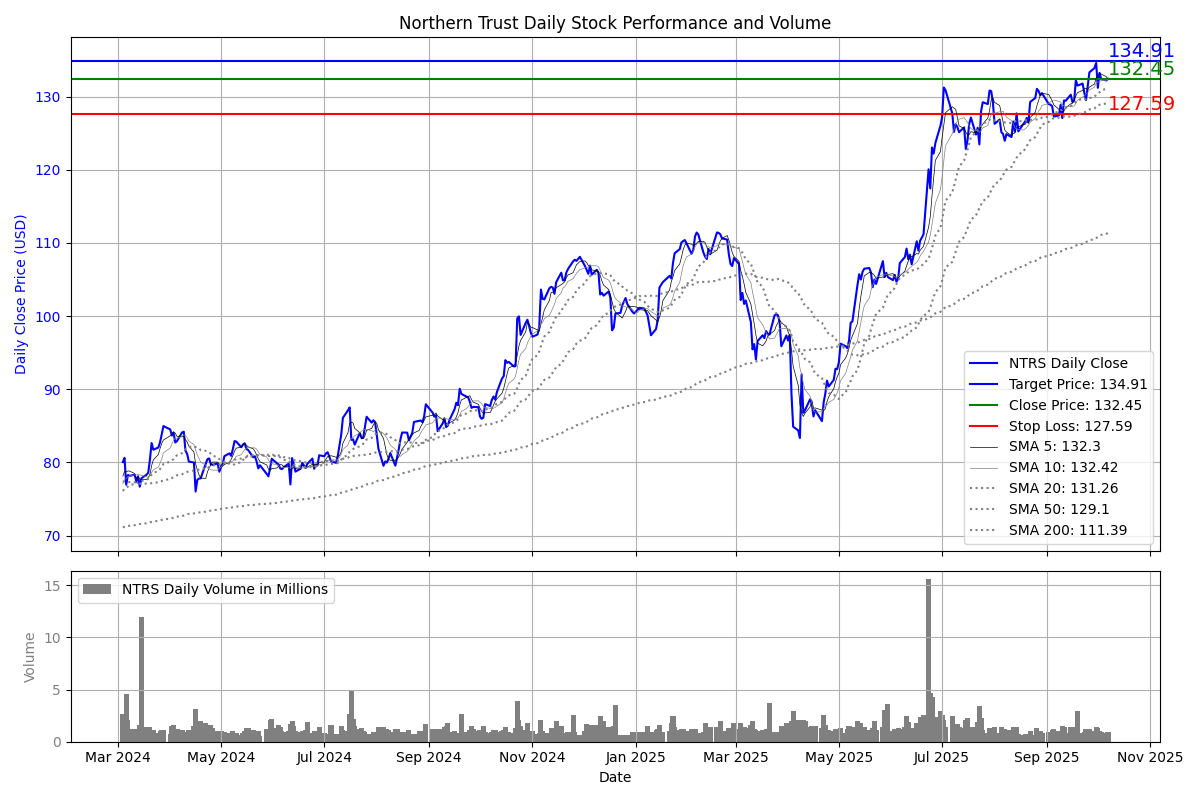 Northern Trust Daily Stock Performance and Volume
134.91
132.45
127.59
130
120
110
100
90
80
70
Daily Close Price (USD)
NTRS Daily Close
Target Price: 134.91
Close Price: 132.45
Stop Loss: 127.59
SMA 5: 132.3
SMA 10: 132.42
SMA 20: 131.26
SMA 50: 129.1
SMA 200: 111.39
NTRS Daily Volume in Millions
15
10
5
0
Volume
Mar 2024 May 2024 Jul 2024 Sep 2024 Nov 2024 Jan 2025 Mar 2025 May 2025 Jul 2025 Sep 2025 Nov 2025
Date